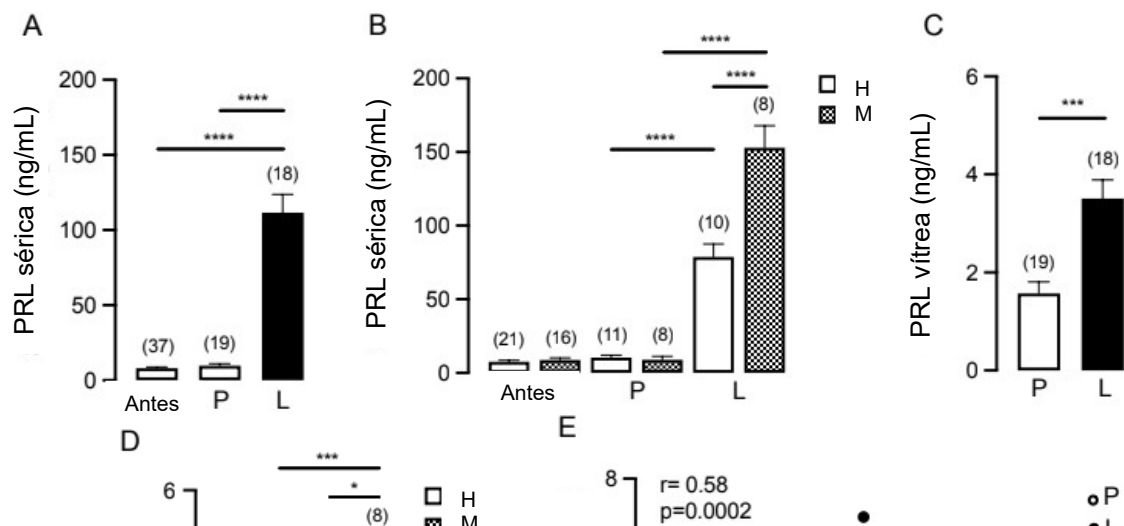 A
PRL sérica (ng/mL)
200
150
100
50
0
****
****
(37)
(19)
(18)
Antes
P
L
B
PRL sérica (ng/mL)
200
150
100
50
0
****
****
****
(21)
(16)
(11)
(8)
(10)
(8)
Antes
P
L
H
M
C
PRL vítrea (ng/mL)
6
4
2
0
***
(19)
(18)
P
L
D
6
***
*
(8)
H
M
E
8
r= 0.58
p=0.0002
P
L